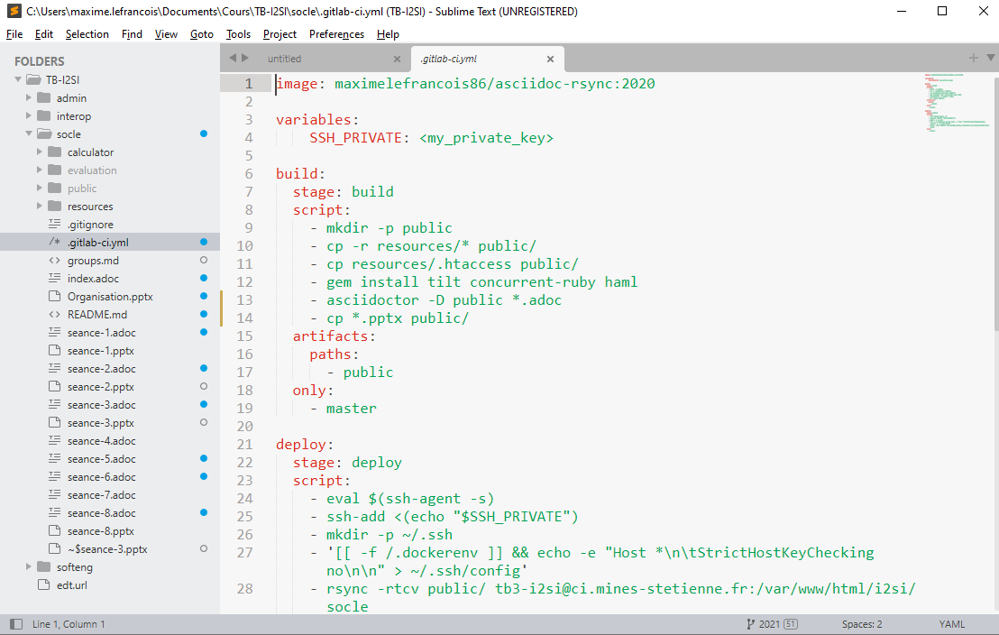 C:\Users\maxime.lefrancois\Documents\Cours\TB-I2SI\socle\.gitlab-ci.yml (TB-I2SI) - Sublime Text (UNREGISTERED)
File Edit Selection Find View Goto Tools Project Preferences Help
FOLDERS
TB-I2SI
admin
interop
socle
calculator
evaluation
public
resources
.gitignore
/* .gitlab-ci.yml
<> groups.md
index.adoc
Organisation.pptx
<> README.md
seance-1.adoc
seance-1.pptx
seance-2.adoc
seance-2.pptx
seance-3.adoc
seance-3.pptx
seance-4.adoc
seance-5.adoc
seance-6.adoc
seance-7.adoc
seance-8.adoc
seance-8.pptx
~$seance-3.pptx
softeng
edt.url
untitled
.gitlab-ci.yml
1 image: maximelefrancois86/asciidoc-rsync:2020
2
3 variables:
4 SSH_PRIVATE: <my_private_key>
5
6 build:
7 stage: build
8 script:
9 - mkdir -p public
10 - cp -r resources/* public/
11 - cp resources/.htaccess public/
12 - gem install tilt concurrent-ruby haml
13 - asciidoctor -D public *.adoc
14 - cp *.pptx public/
15 artifacts:
16 paths:
17 - public
18 only:
19 - master
20
21 deploy:
22 stage: deploy
23 script:
24 - eval $(ssh-agent -s)
25 - ssh-add <(echo "$SSH_PRIVATE")
26 - mkdir -p ~/.ssh
27 - '[[ -f /.dockerenv ]] && echo -e "Host *\n\tStrictHostKeyChecking
no\n\n" > ~/.ssh/config'
28 - rsync -rtcv public/ tb3-i2si@ci.mines-stetienne.fr:/var/www/html/i2si/
socle
Line 1, Column 1
2021 51
Spaces: 2
YAML